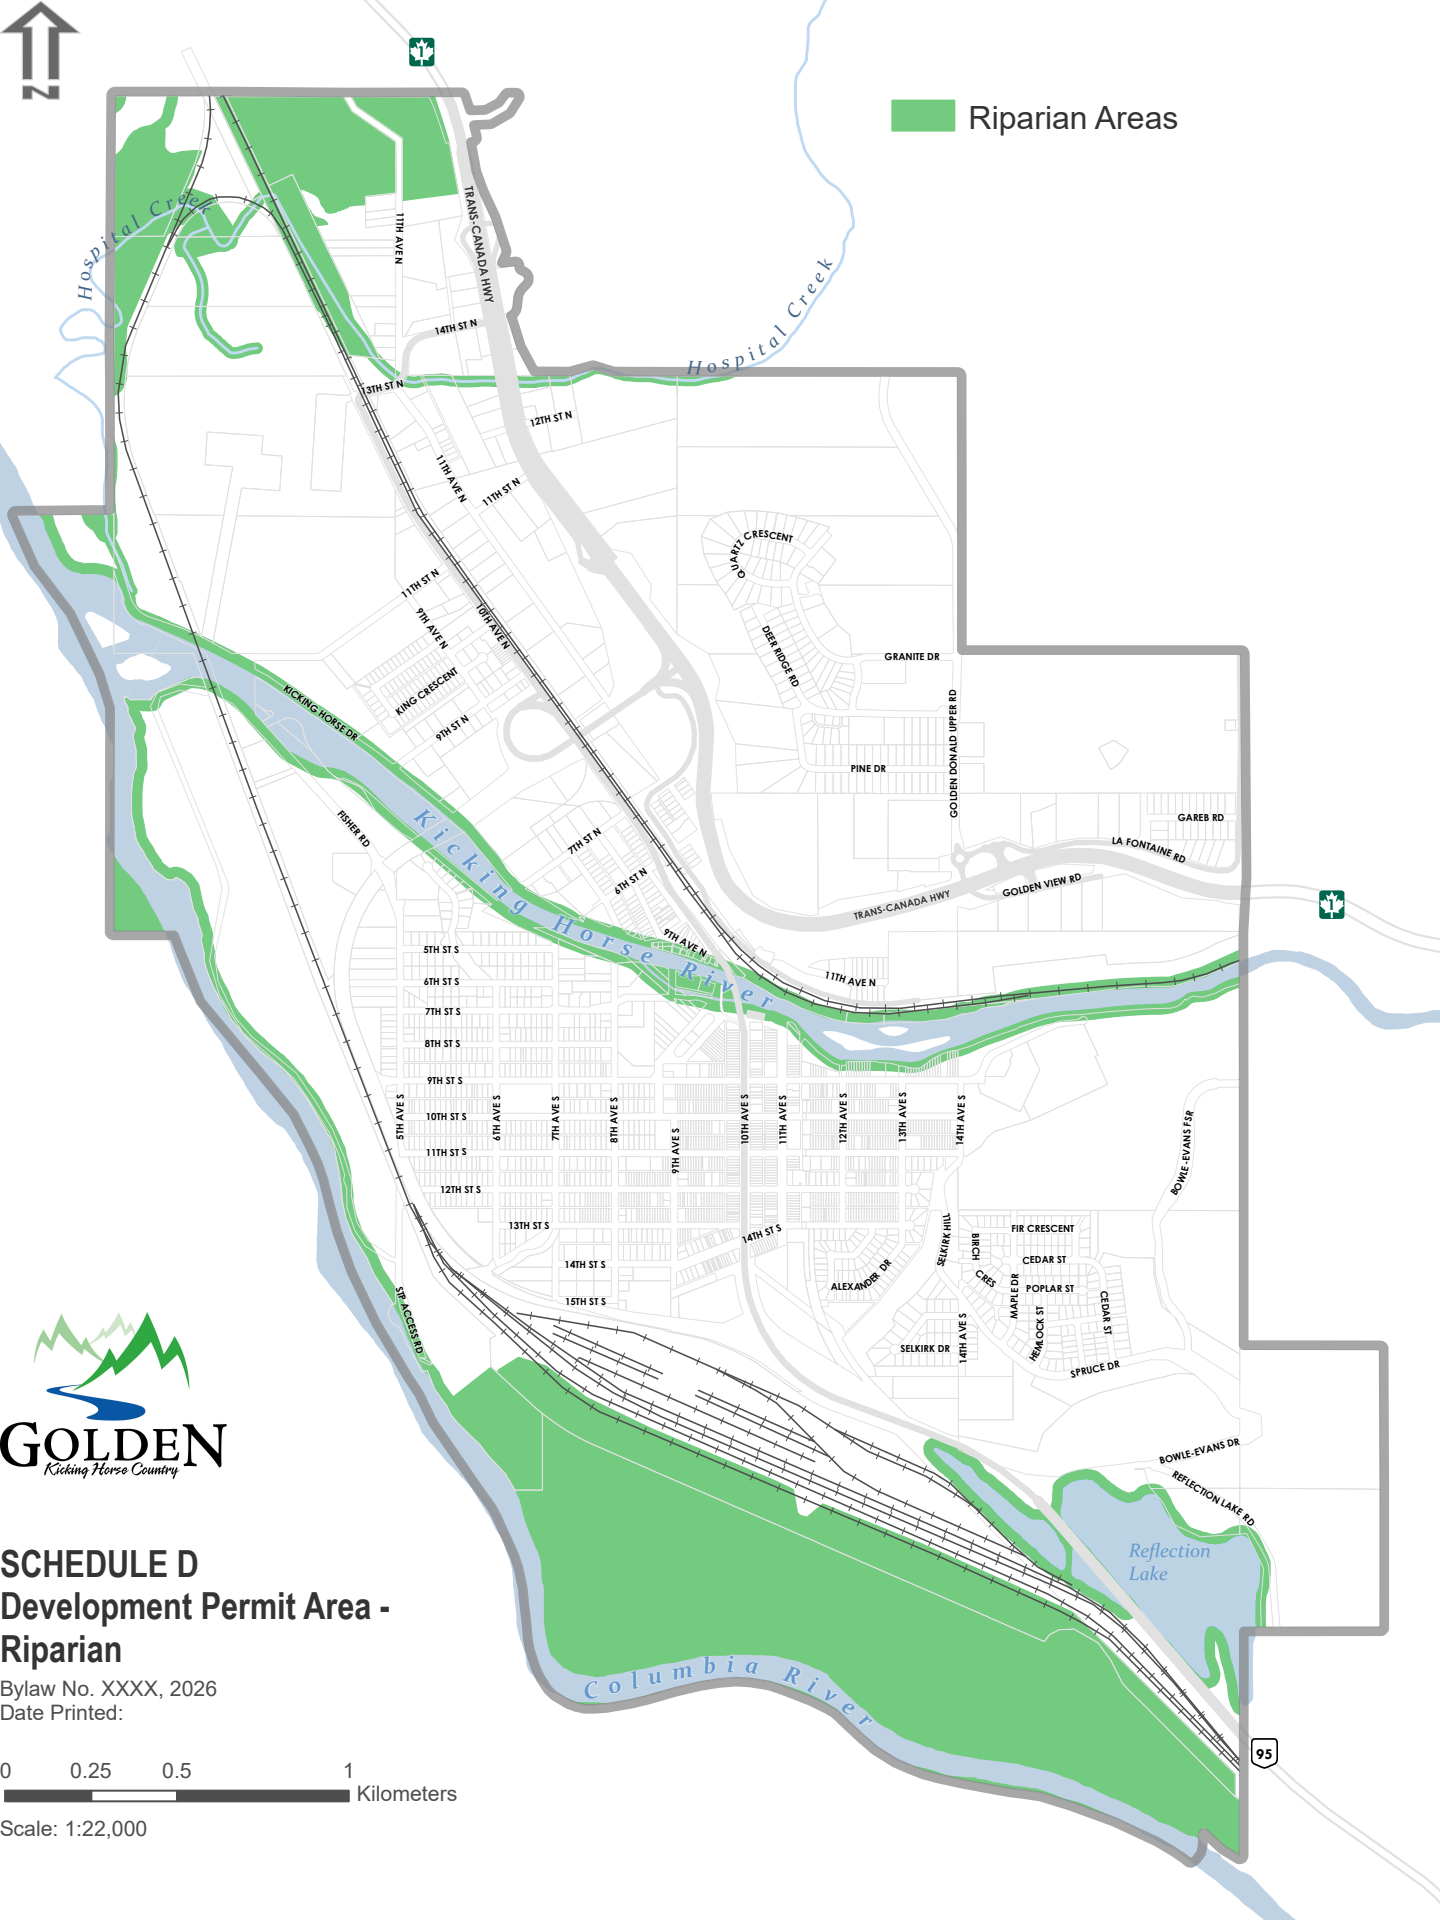 N
1
Riparian Areas
Hospital Creek
11TH AVE N
TRANS-CANADA HWY
14TH ST N
Hospital Creek
13TH ST N
12TH ST N
11TH AVE N
11TH ST N
QUARTZ CRESCENT
11TH ST N
9TH AVE N
10TH AVE N
DEER RIDGE RD
GRANITE DR
KING CRESCENT
KICKING HORSE DR
9TH ST N
GOLDEN DONALD UPPER RD
PINE DR
GAREB RD
FISHER RD
Kicking Horse River
7TH ST N
LA FONTAINE RD
6TH ST N
GOLDEN VIEW RD
TRANS-CANADA HWY
1
9TH AVE N
5TH ST S
11TH AVE N
6TH ST S
7TH ST S
8TH ST S
9TH ST S
5TH AVE S
6TH AVE S
7TH AVE S
8TH AVE S
9TH AVE S
10TH AVE S
11TH AVE S
12TH AVE S
13TH AVE S
14TH AVE S
10TH ST S
11TH ST S
BOWLE-EVANS FSR
12TH ST S
13TH ST S
14TH ST S
SELKIRK HILL
BIRCH CRES
FIR CRESCENT
CEDAR ST
14TH ST S
ALEXANDER DR
MAPLE DR
POPLAR ST
CEDAR ST
15TH ST S
STP ACCESS RD
HEMLOCK ST
14TH AVE S
SELKIRK DR
SPRUCE DR
GOLDEN
Kicking Horse Country
BOWLE-EVANS DR
REFLECTION LAKE RD
Reflection
Lake
SCHEDULE D
Development Permit Area -
Riparian
Bylaw No. XXXX, 2026
Date Printed:
Columbia River
95
0 0.25 0.5 1
Kilometers
Scale: 1:22,000